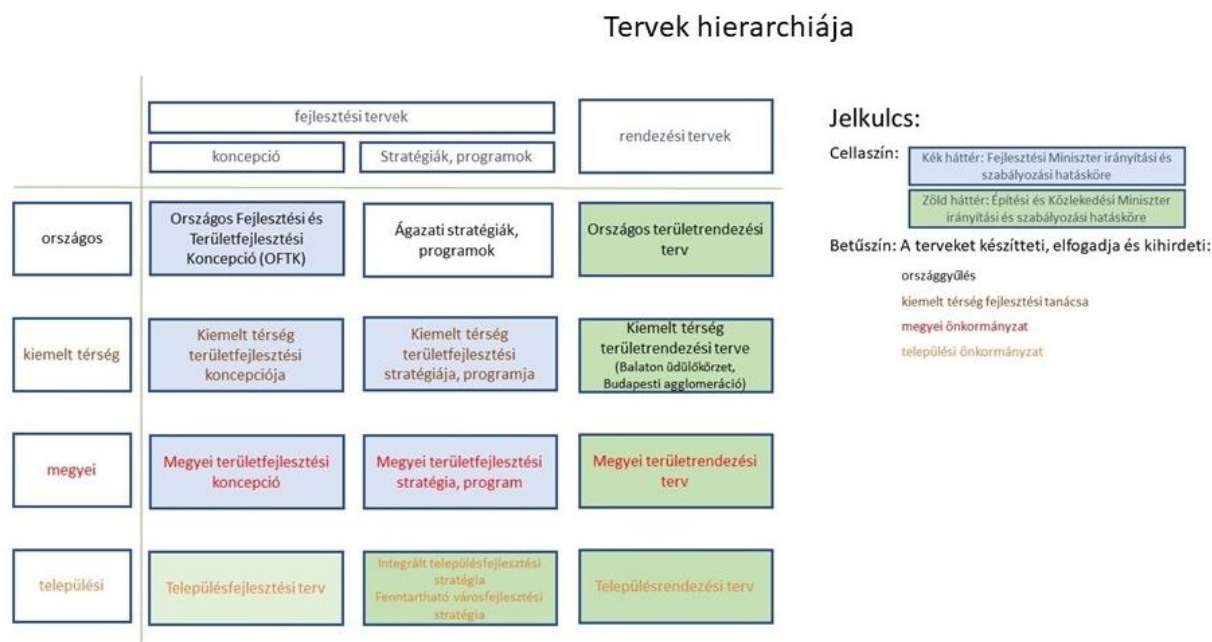 Tervek hierarchiája
fejlesztési tervek
rendezési tervek
koncepció
Stratégiák, programok
országos
Országos Fejlesztési és
Területfejlesztési
Koncepció (OFTK)
Ágazati stratégiák,
programok
Országos területrendezési
terv
kiemelt térség
Kiemelt térség
területfejlesztési
koncepciója
Kiemelt térség
területfejlesztési
stratégiája, programja
Kiemelt térség
területrendezési terve
(Balaton üdülőkörzet,
Budapesti agglomeráció)
megyei
Megyei területfejlesztési
koncepció
Megyei területfejlesztési
stratégia, program
Megyei területrendezési
terv
települési
Településfejlesztési terv
Integrált településfejlesztési
stratégia
Fenntartható városfejlesztési
stratégia
Településrendezési terv
Jelkulcs:
Cellaszín:
Kék háttér: Fejlesztési Miniszter irányítási és
szabályozási hatásköre
Zöld háttér: Építési és Közlekedési Miniszter
irányítási és szabályozási hatásköre
Betűszín: A terveket készítteti, elfogadja és kihirdeti:
országgyűlés
kiemelt térség fejlesztési tanácsa
megyei önkormányzat
települési önkormányzat